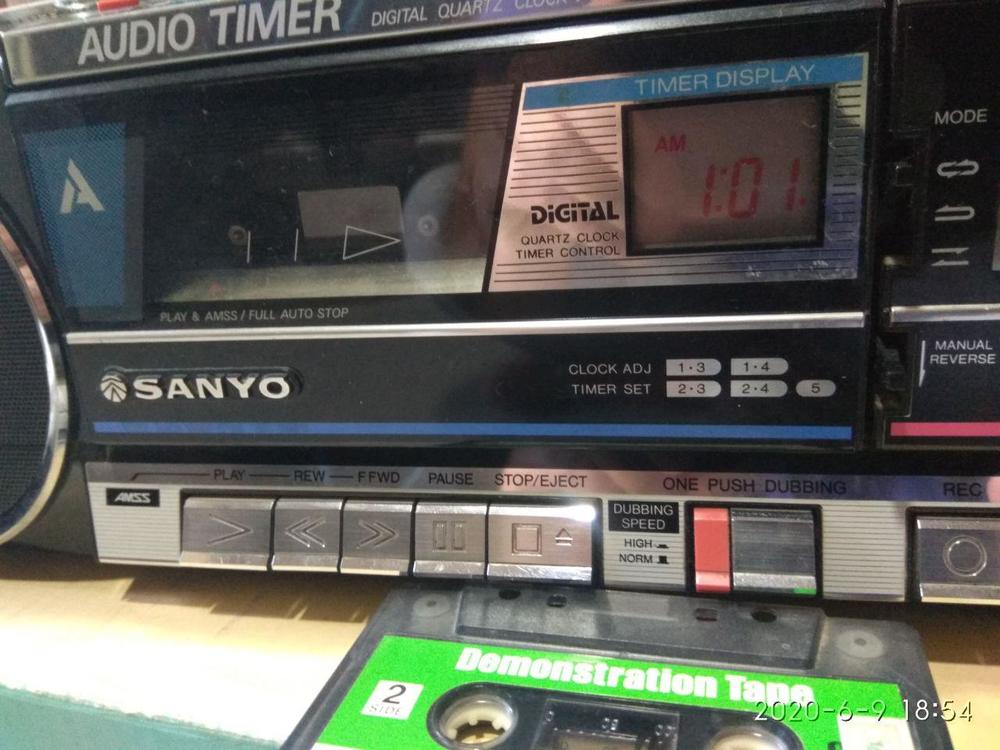 AUDIO TIMER
DIGITAL QUARTZ CLOCK
TIMER DISPLAY
AM
1:01
MODE
A
DiGiTAL
QUARTZ CLOCK
TIMER CONTROL
PLAY & AMSS / FULL AUTO STOP
MANUAL
REVERSE
SANYO
CLOCK ADJ 1·3 1·4
TIMER SET 2·3 2·4 5
PLAY REW F FWD PAUSE STOP/EJECT ONE PUSH DUBBING REC
AMSS
DUBBING
SPEED
HIGH
NORM
Demonstration Tape
2
SIDE
2020-6-9 18:54